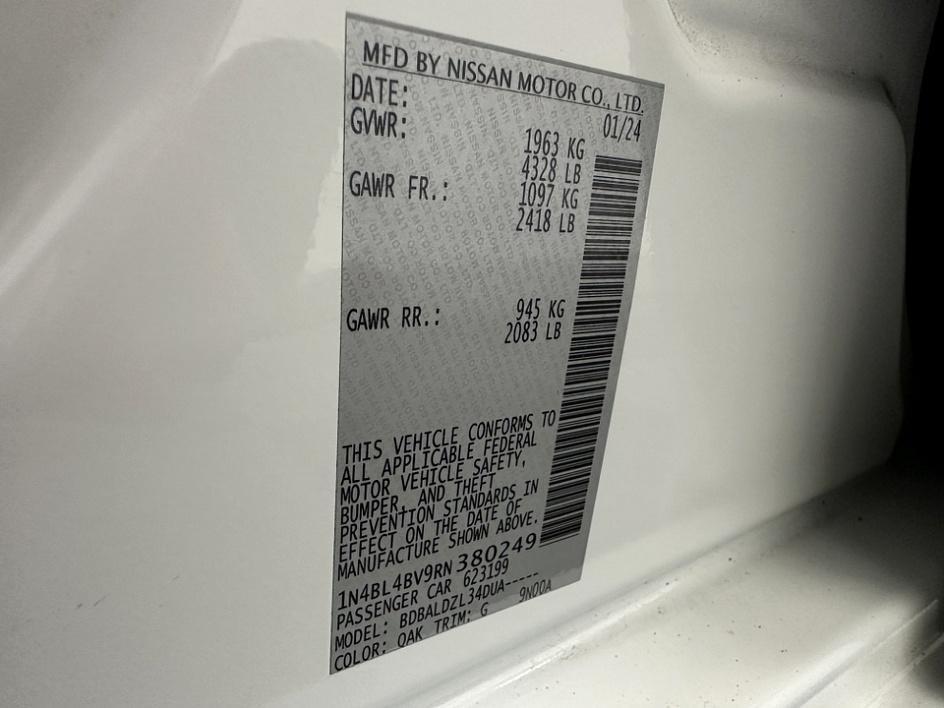 MFD BY NISSAN MOTOR CO., LTD.
DATE: 01/24
GVWR: 1963 KG
4328 LB
GAWR FR.: 1097 KG
2418 LB
GAWR RR.: 945 KG
2083 LB
THIS VEHICLE CONFORMS TO
ALL APPLICABLE FEDERAL
MOTOR VEHICLE SAFETY,
BUMPER, AND THEFT
PREVENTION STANDARDS IN
EFFECT ON THE DATE OF
MANUFACTURE SHOWN ABOVE.
1N4BL4BV9RN380249
PASSENGER CAR 623199
MODEL: BDBALDZL34DUA-----
COLOR: QAK TRIM: G 9N00A